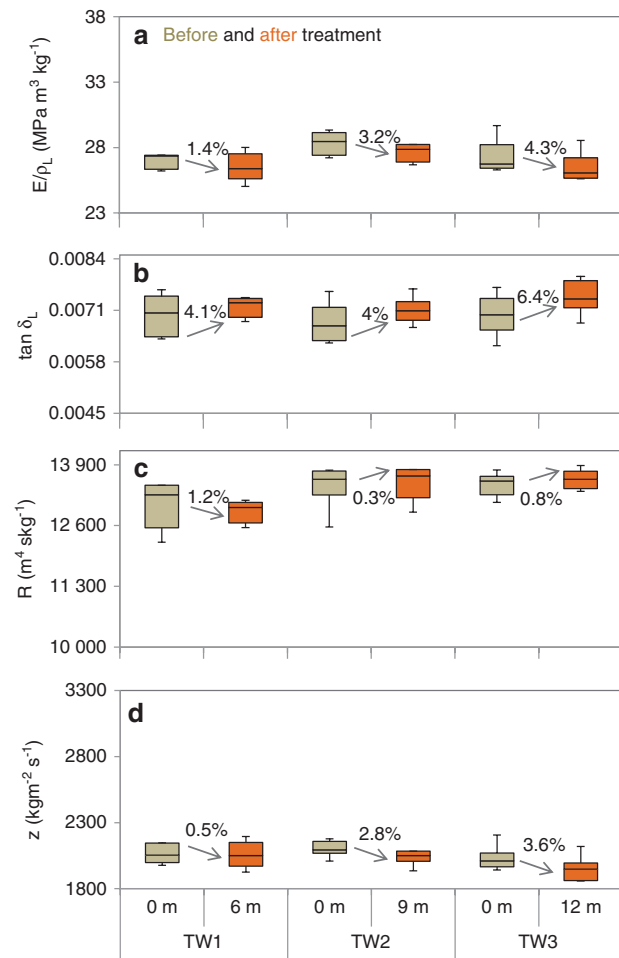 38
a Before and after treatment
33
E/ρL (MPa m³ kg⁻¹)
28
23
1.4%
3.2%
4.3%
0.0084
b
0.0071
tan δL
0.0058
0.0045
4.1%
4%
6.4%
13 900
c
12 600
R (m⁴ skg⁻¹)
11 300
10 000
1.2%
0.3%
0.8%
3300
d
z (kgm⁻² s⁻¹)
2300
1800
0.5%
2.8%
3.6%
0 m 6 m 0 m 9 m 0 m 12 m
TW1 TW2 TW3